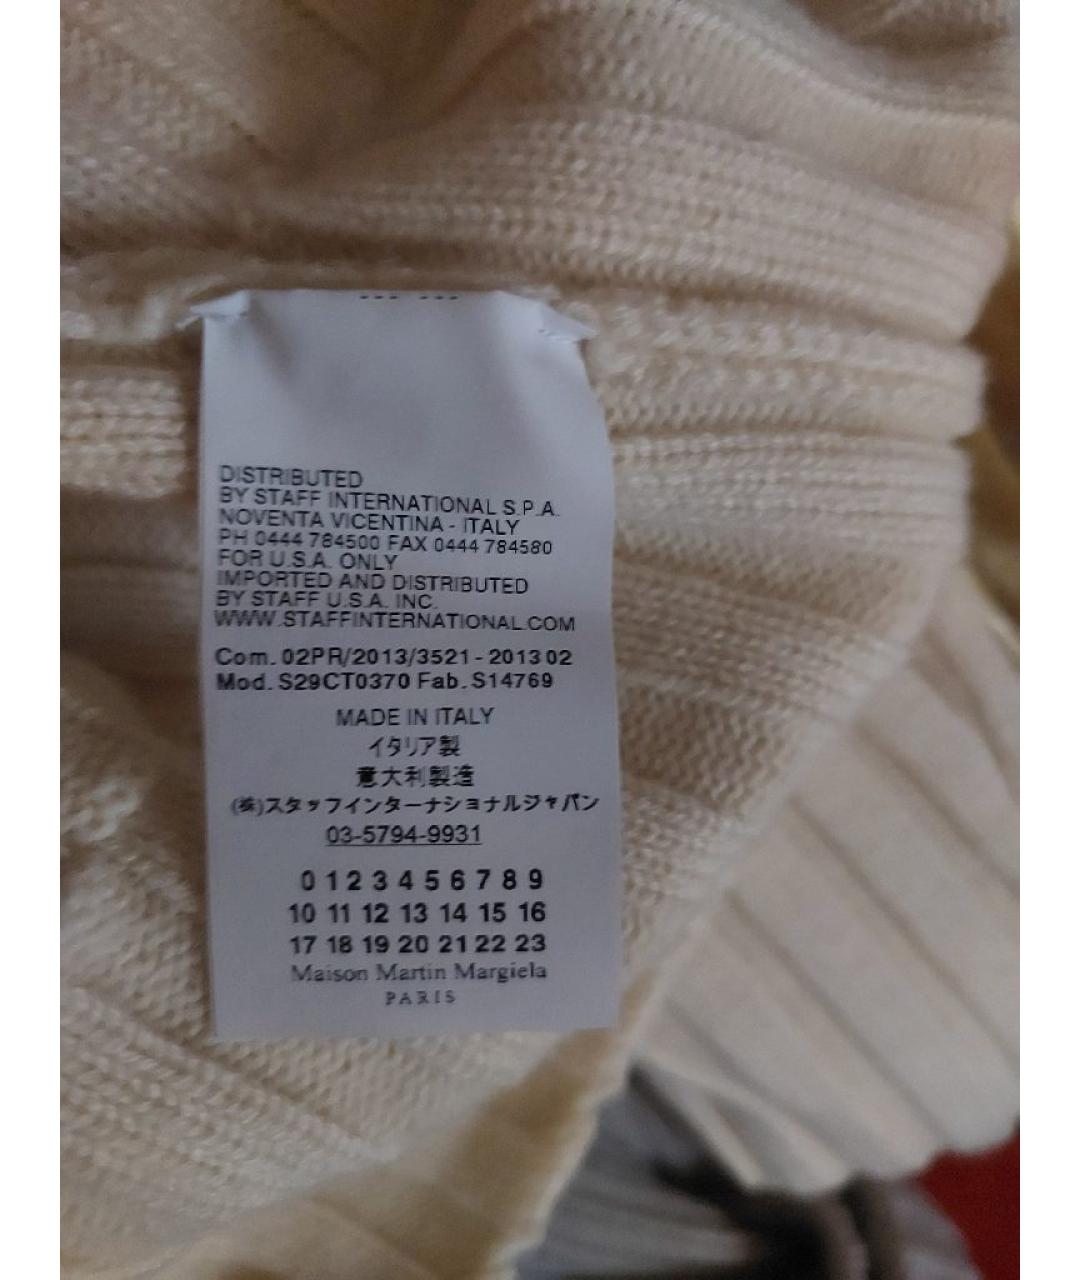 DISTRIBUTED
BY STAFF INTERNATIONAL S.P.A.
NOVENTA VICENTINA - ITALY
PH 0444 784500 FAX 0444 784580
FOR U.S.A. ONLY
IMPORTED AND DISTRIBUTED
BY STAFF U.S.A. INC.
WWW.STAFFINTERNATIONAL.COM
Com. 02PR/2013/3521 - 2013 02
Mod. S29CT0370 Fab. S14769
MADE IN ITALY
イタリア製
意大利製造
(株)スタッフインターナショナルジャパン
03-5794-9931
0 1 2 3 4 5 6 7 8 9
10 11 12 13 14 15 16
17 18 19 20 21 22 23
Maison Martin Margiela
PARIS